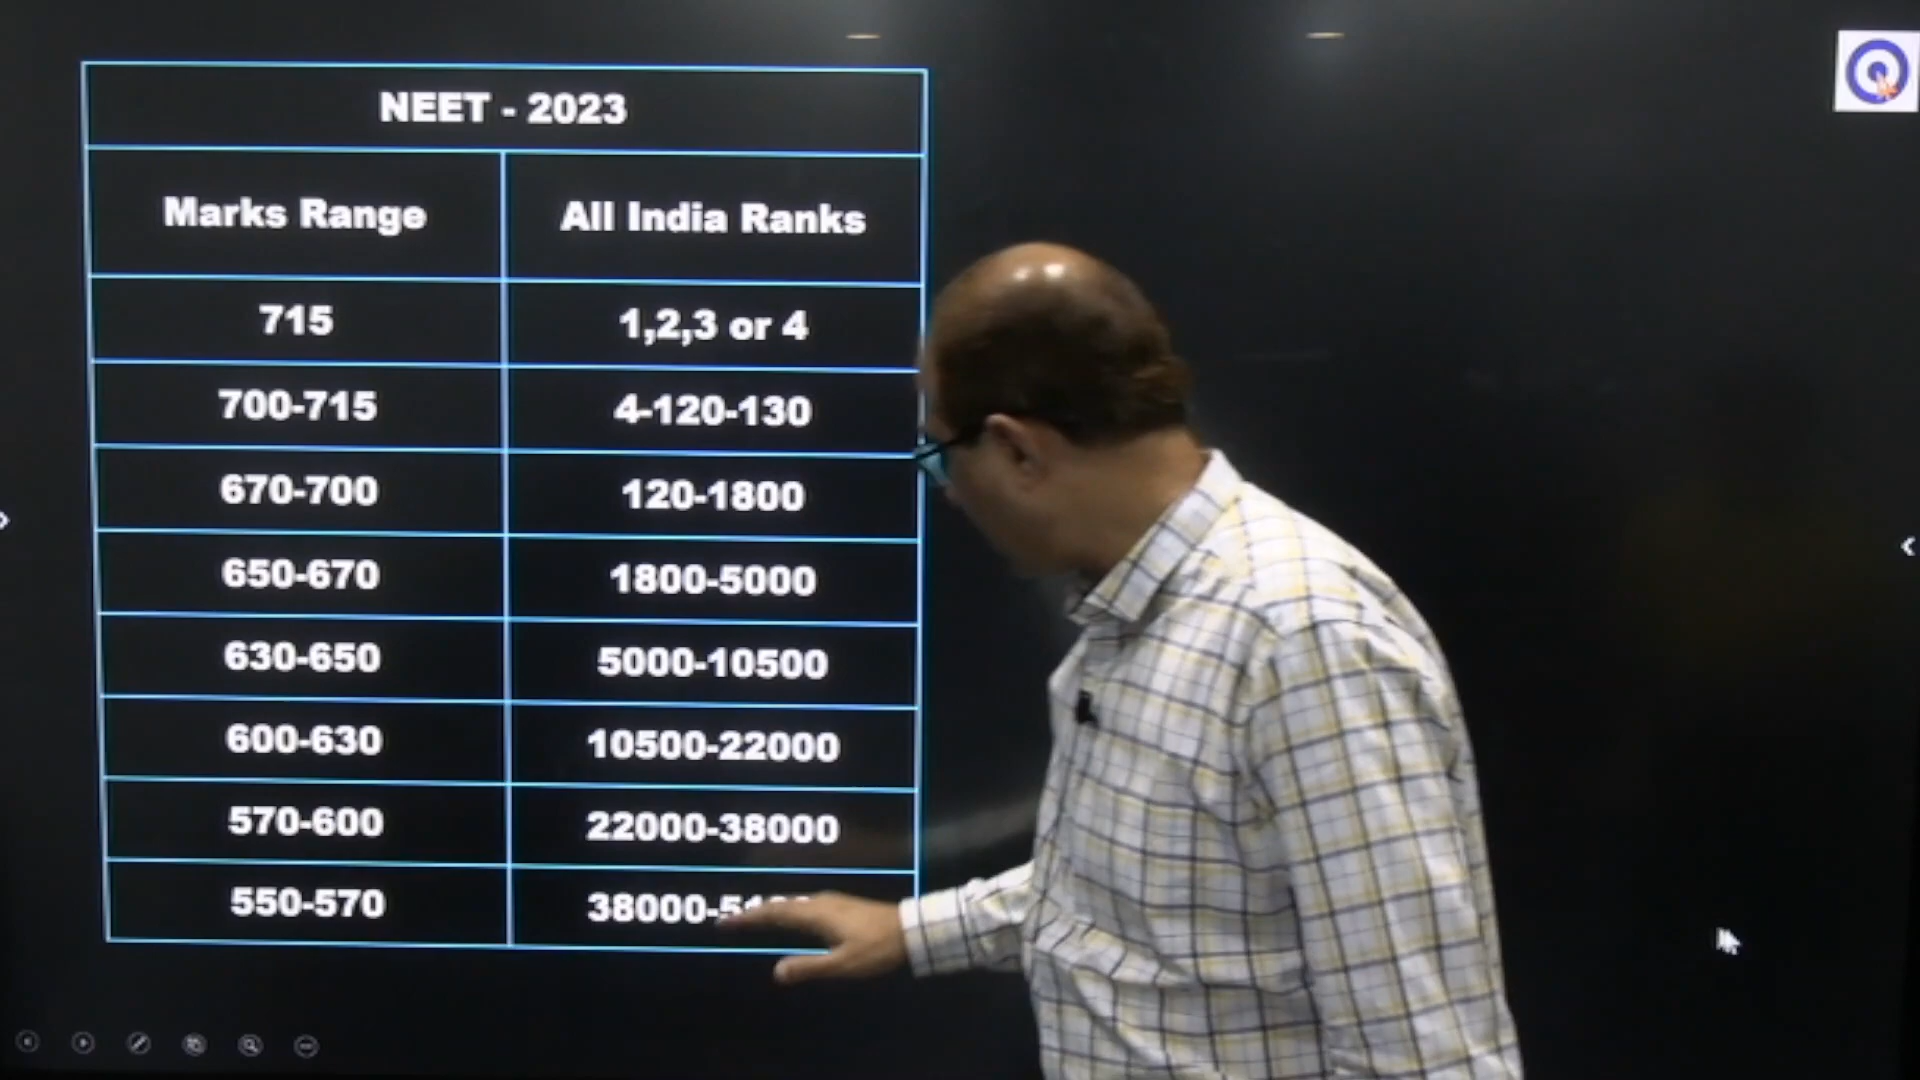 NEET - 2023
Marks Range All India Ranks
715 1,2,3 or 4
700-715 4-120-130
670-700 120-1800
650-670 1800-5000
630-650 5000-10500
600-630 10500-22000
570-600 22000-38000
550-570